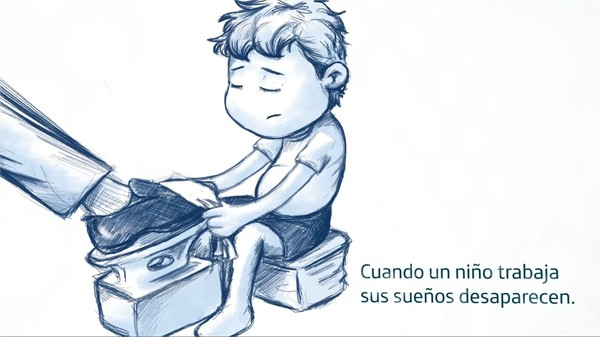 Cuando un niño trabaja
sus sueños desaparecen.